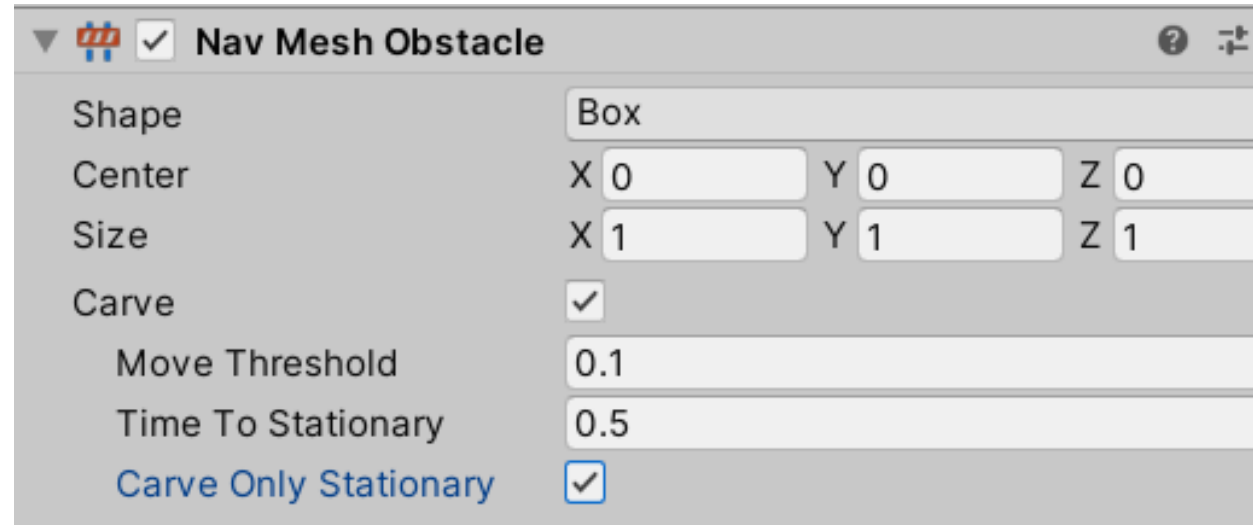 Nav Mesh Obstacle
Shape Box
Center X 0 Y 0 Z 0
Size X 1 Y 1 Z 1
Carve
Move Threshold 0.1
Time To Stationary 0.5
Carve Only Stationary